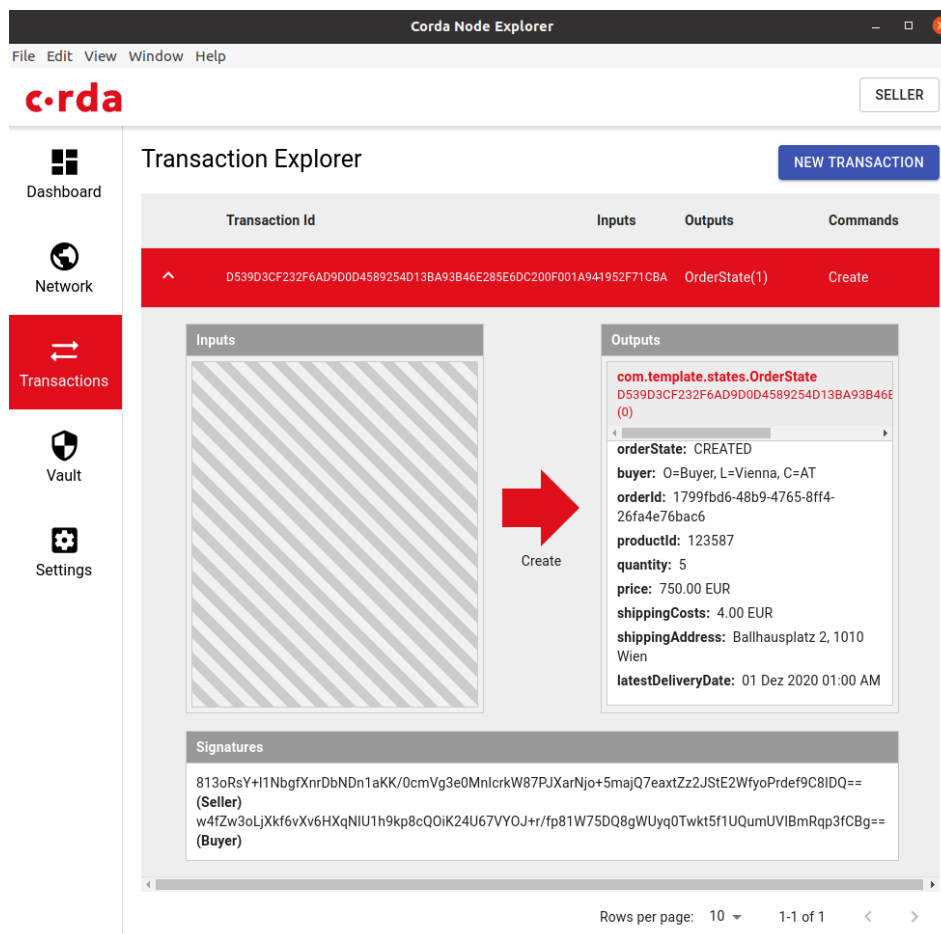 Corda Node Explorer
File Edit View Window Help
c·rda
SELLER
Dashboard
Network
Transactions
Vault
Settings
Transaction Explorer
NEW TRANSACTION
Transaction Id Inputs Outputs Commands
D539D3CF232F6AD9D0D4589254D13BA93B46E285E6DC200F001A94-1952F71CBA OrderState(1) Create
Inputs
Create
Outputs
com.template.states.OrderState
D539D3CF232F6AD9D0D4589254D13BA93B46E
(0)
orderState: CREATED
buyer: O=Buyer, L=Vienna, C=AT
orderId: 1799fbd6-48b9-4765-8ff4-
26fa4e76bac6
productId: 123587
quantity: 5
price: 750.00 EUR
shippingCosts: 4.00 EUR
shippingAddress: Ballhausplatz 2, 1010
Wien
latestDeliveryDate: 01 Dez 2020 01:00 AM
Signatures
813oRsY+I1NbgfXnrDbNDn1aKK/0cmVg3e0MnIcrkW87PJXarNjo+5majQ7eaxtZz2JStE2WfyoPrdef9C8IDQ==
(Seller)
w4fZw3oLjXkf6vXv6HXqNIU1h9kp8cQOiK24U67VYOJ+r/fp81W75DQ8gWUyq0Twkt5f1UQumUVIBmRqp3fCBg==
(Buyer)
Rows per page: 10 1-1 of 1